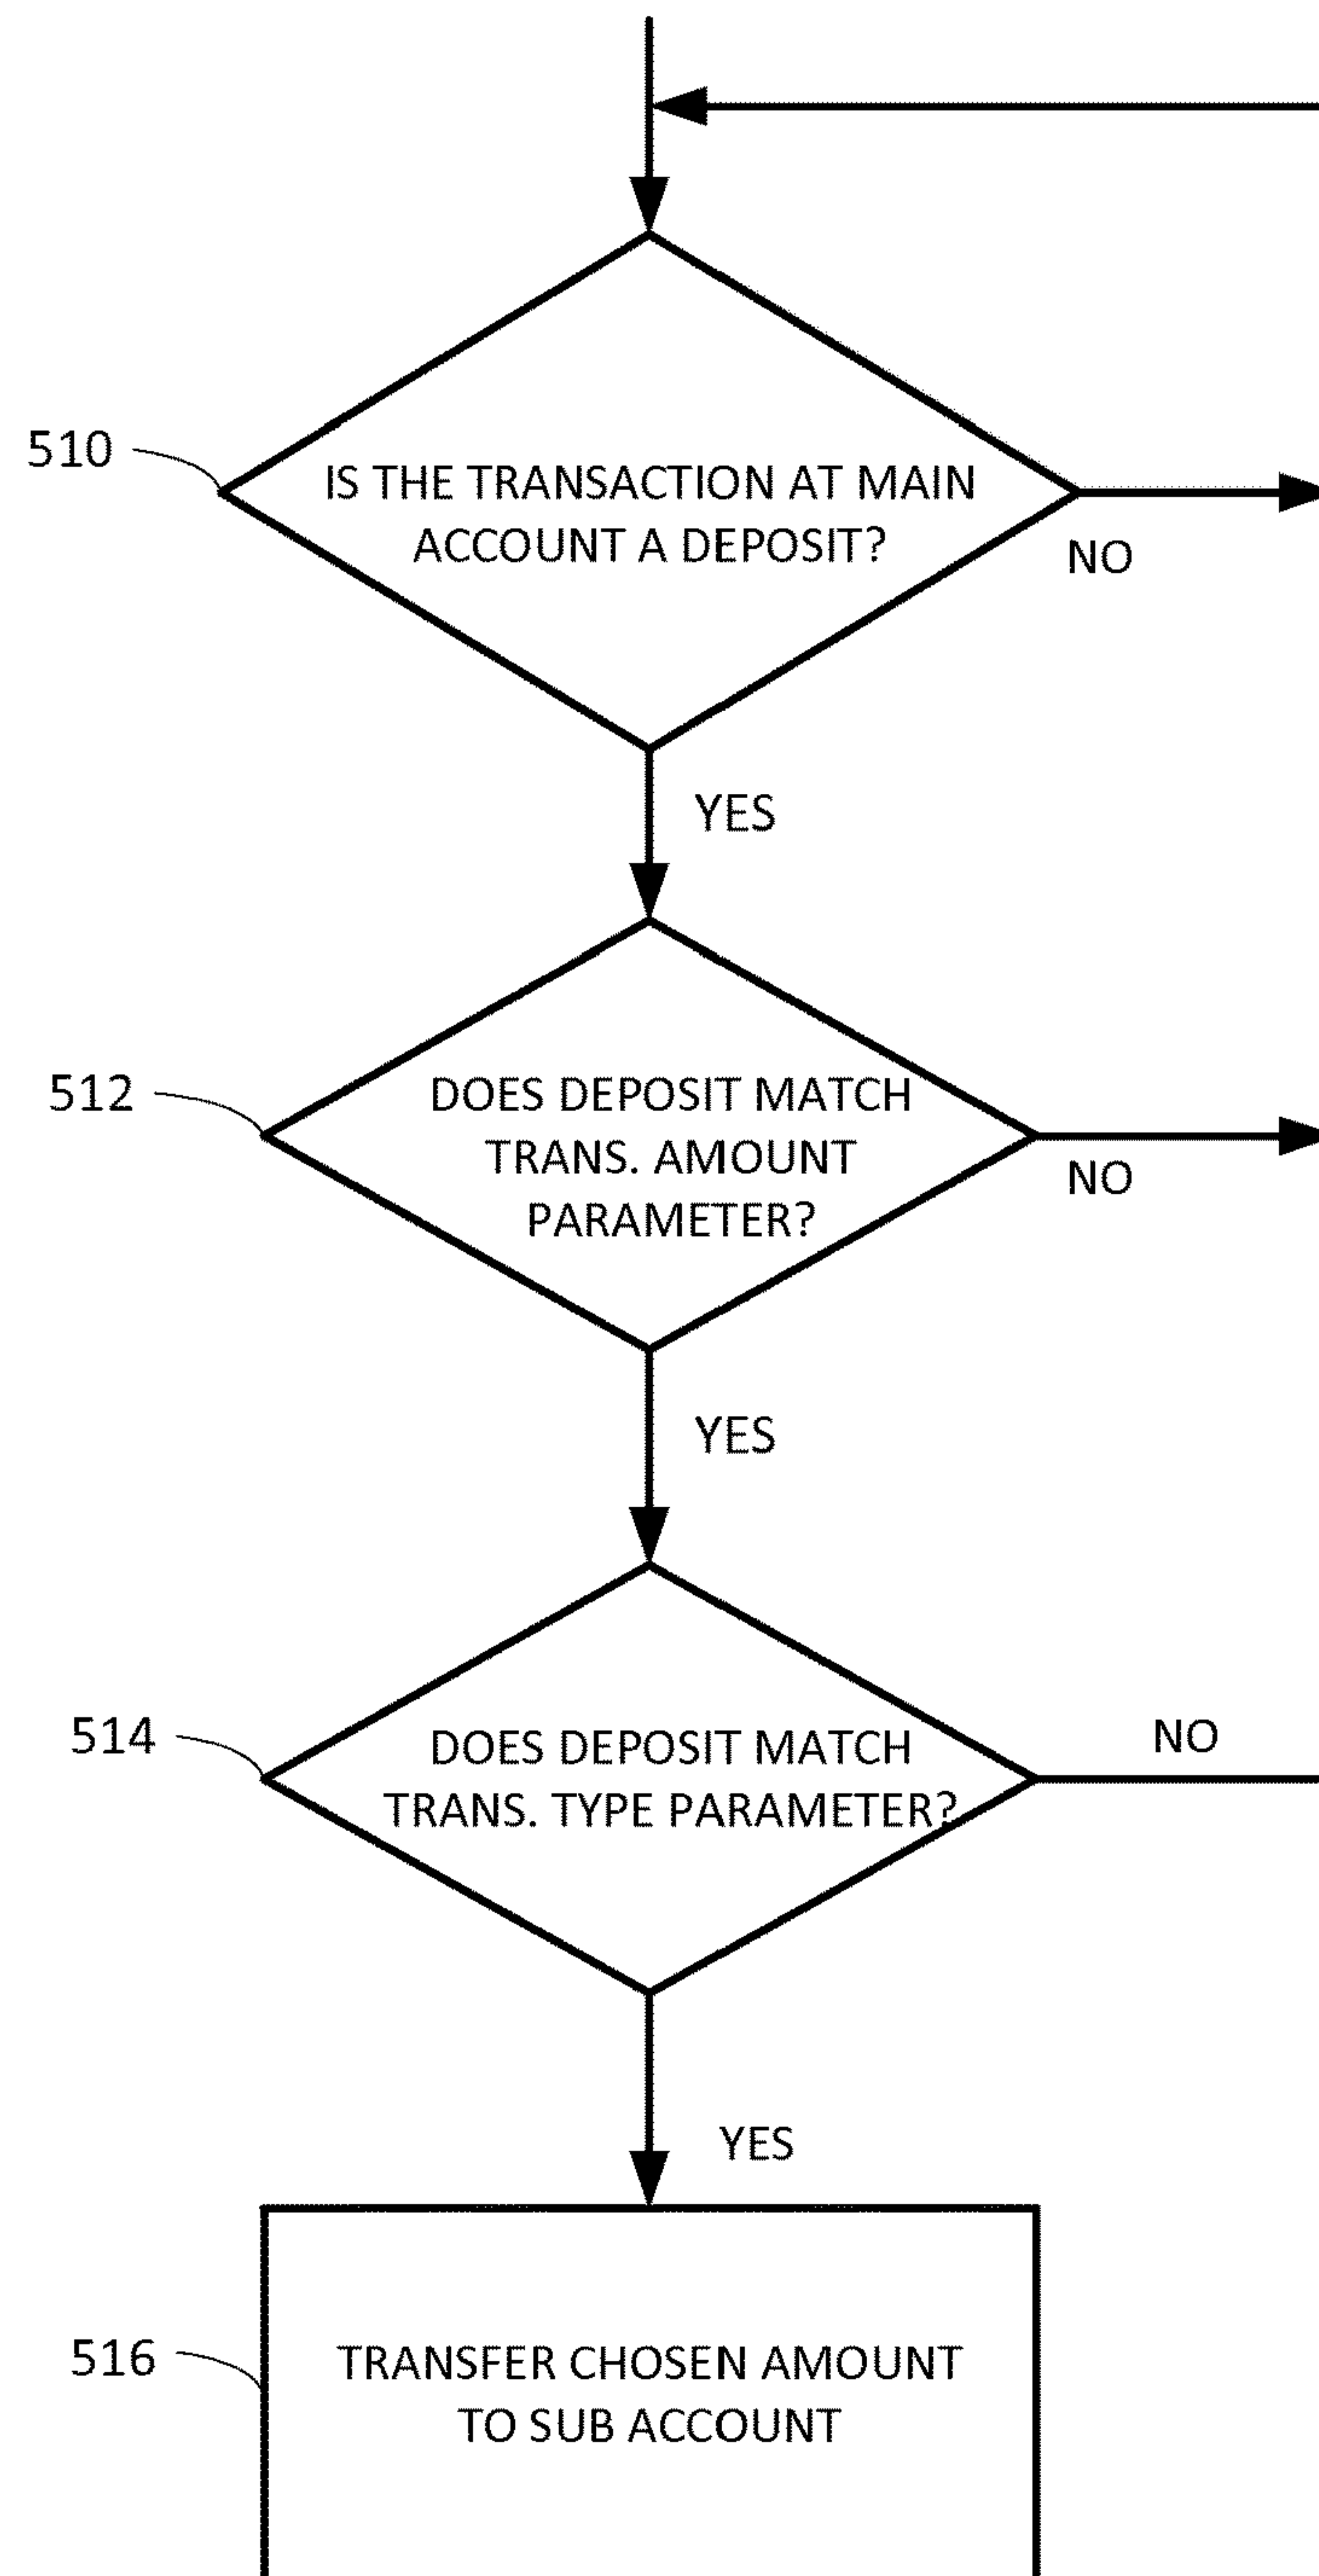 510
IS THE TRANSACTION AT MAIN
ACCOUNT A DEPOSIT?
NO
YES
512
DOES DEPOSIT MATCH
TRANS. AMOUNT
PARAMETER?
NO
YES
514
DOES DEPOSIT MATCH
TRANS. TYPE PARAMETER?
NO
YES
516
TRANSFER CHOSEN AMOUNT
TO SUB ACCOUNT